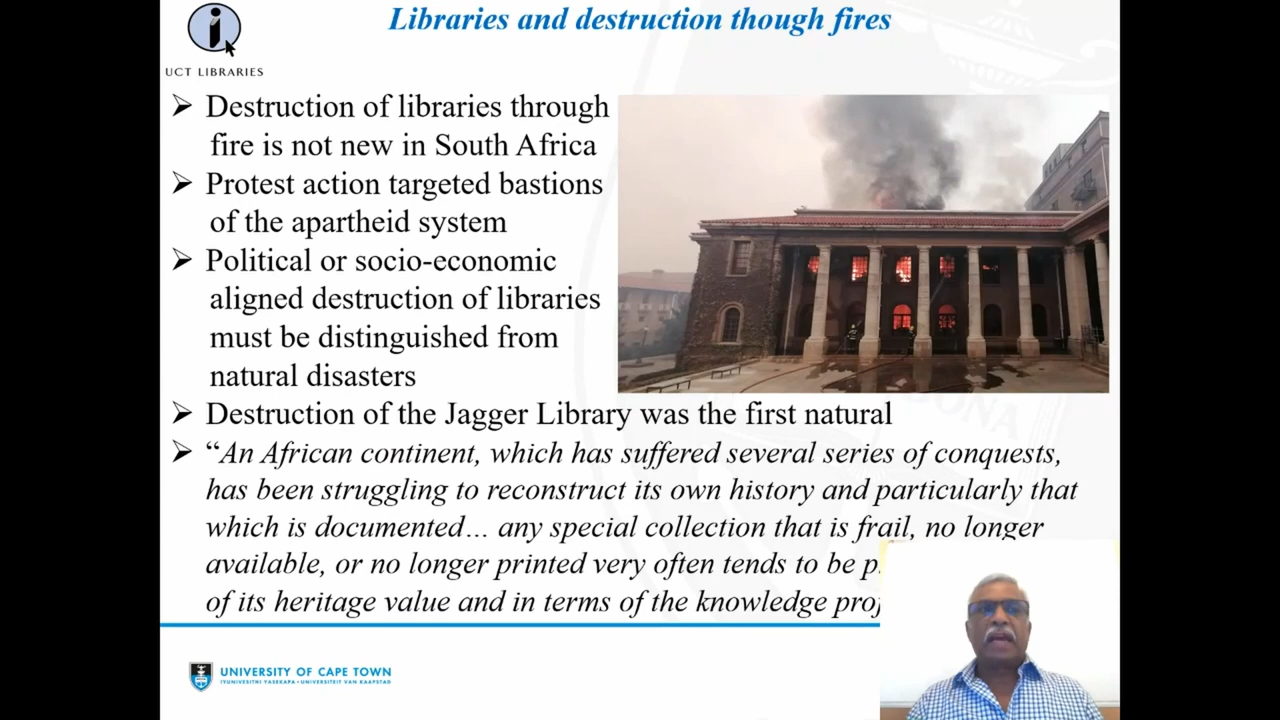 Libraries and destruction though fires
UCT LIBRARIES
➢ Destruction of libraries through
fire is not new in South Africa
➢ Protest action targeted bastions
of the apartheid system
➢ Political or socio-economic
aligned destruction of libraries
must be distinguished from
natural disasters
➢ Destruction of the Jagger Library was the first natural
➢ “An African continent, which has suffered several series of conquests,
has been struggling to reconstruct its own history and particularly that
which is documented… any special collection that is frail, no longer
available, or no longer printed very often tends to be
of its heritage value and in terms of the knowledge
UNIVERSITY OF CAPE TOWN
IYUNIVESITHI YASEKAPA • UNIVERSITEIT VAN KAAPSTAD